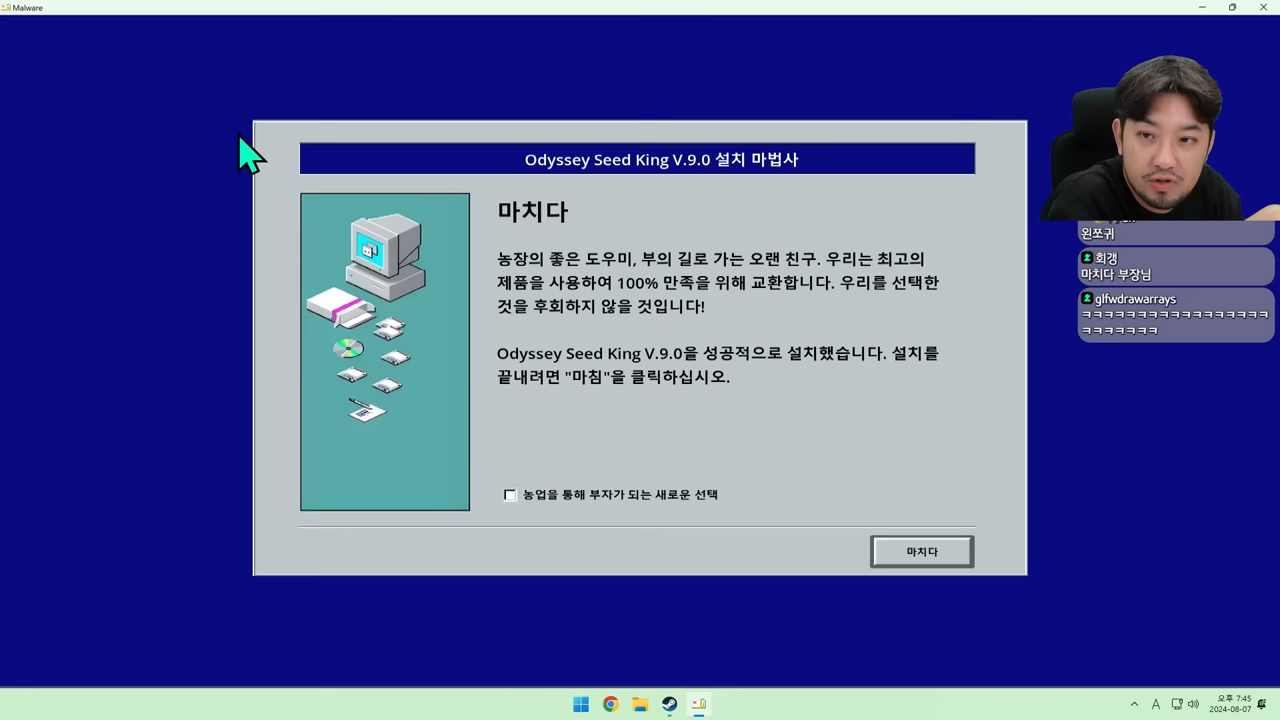 Malware
Odyssey Seed King V.9.0 설치 마법사
마치다
농장의 좋은 도우미, 부의 길로 가는 오랜 친구. 우리는 최고의
제품을 사용하여 100% 만족을 위해 교환합니다. 우리를 선택한
것을 후회하지 않을 것입니다!
Odyssey Seed King V.9.0을 성공적으로 설치했습니다. 설치를
끝내려면 "마침"을 클릭하십시오.
농업을 통해 부자가 되는 새로운 선택
마치다
왼쪼귀
회갱
마치다 부장님
glfwdrawarrays
ㅋㅋㅋㅋㅋㅋㅋㅋㅋㅋㅋㅋㅋㅋㅋㅋㅋ
ㅋㅋㅋㅋㅋㅋㅋ
A
오후 7:45
2024-08-07